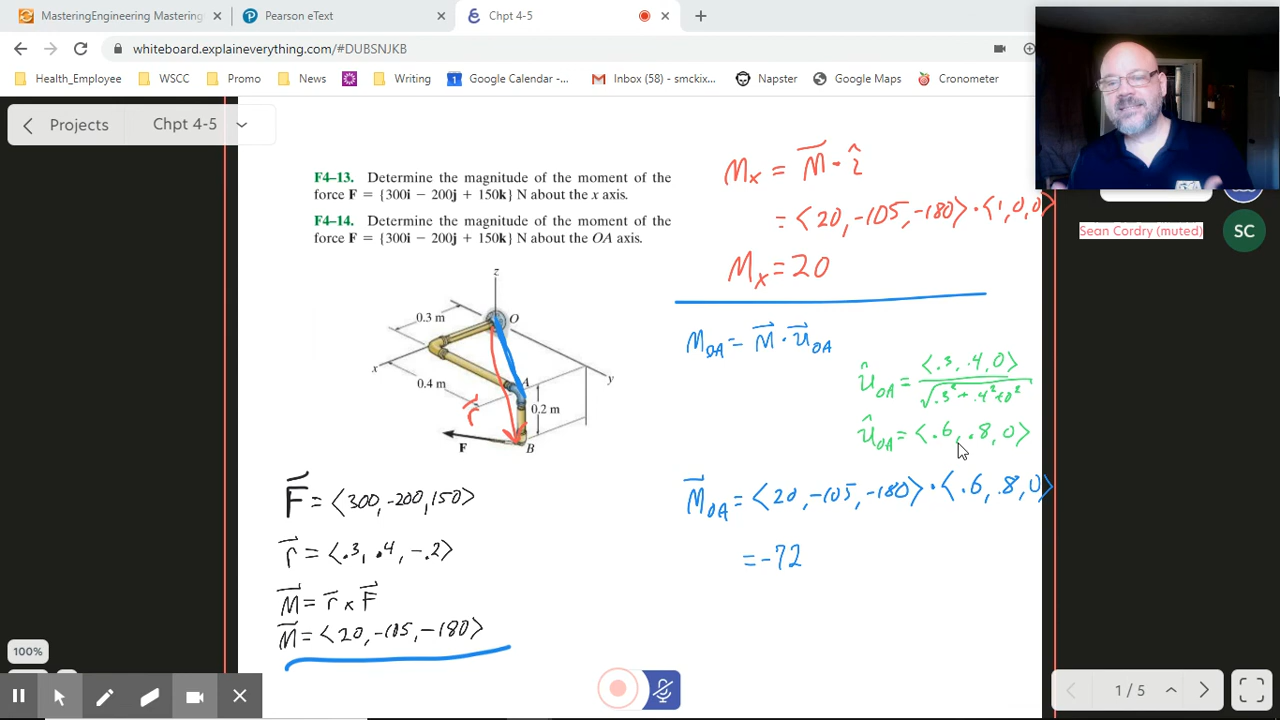 MasteringEngineering Mastering
Pearson eText
Chpt 4-5
whiteboard.explaineverything.com/#DUBSNJKB
Health_Employee
WSCC
Promo
News
Writing
Google Calendar -...
Inbox (58) - smckix...
Napster
Google Maps
Cronometer
Projects
Chpt 4-5
F4–13. Determine the magnitude of the moment of the
force F = {300i − 200j + 150k} N about the x axis.
F4–14. Determine the magnitude of the moment of the
force F = {300i − 200j + 150k} N about the OA axis.
z
0.3 m
O
x
0.4 m
A
y
r⃗
0.2 m
F
B
F⃗ = <300, -200, 150>
r⃗ = <.3, .4, -.2>
M⃗ = r⃗ × F⃗
M⃗ = <20, -105, -180>
Mx = M⃗ · î
= <20, -105, -180> · <1, 0, 0>
Mx = 20
M_OA = M⃗ · u⃗_OA
û_OA = <.3, .4, 0> / √.3² + .4² + 0²
û_OA = <.6, .8, 0>
M⃗_OA = <20, -105, -180> · <.6, .8, 0>
= -72
Sean Cordry (muted)
SC
100%
1 / 5